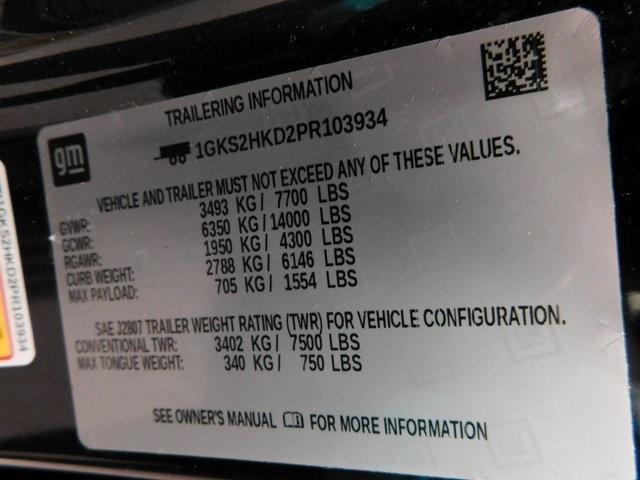 TRAILERING INFORMATION
gm
1GKS2HKD2PR103934
VEHICLE AND TRAILER MUST NOT EXCEED ANY OF THESE VALUES.
GVWR: 3493 KG / 7700 LBS
GCWR: 6350 KG / 14000 LBS
RGAWR: 1950 KG / 4300 LBS
CURB WEIGHT: 2788 KG / 6146 LBS
MAX PAYLOAD: 705 KG / 1554 LBS
SAE J2807 TRAILER WEIGHT RATING (TWR) FOR VEHICLE CONFIGURATION.
CONVENTIONAL TWR: 3402 KG / 7500 LBS
MAX TONGUE WEIGHT: 340 KG / 750 LBS
SEE OWNER'S MANUAL FOR MORE INFORMATION
1GKS2HKD2PR103934